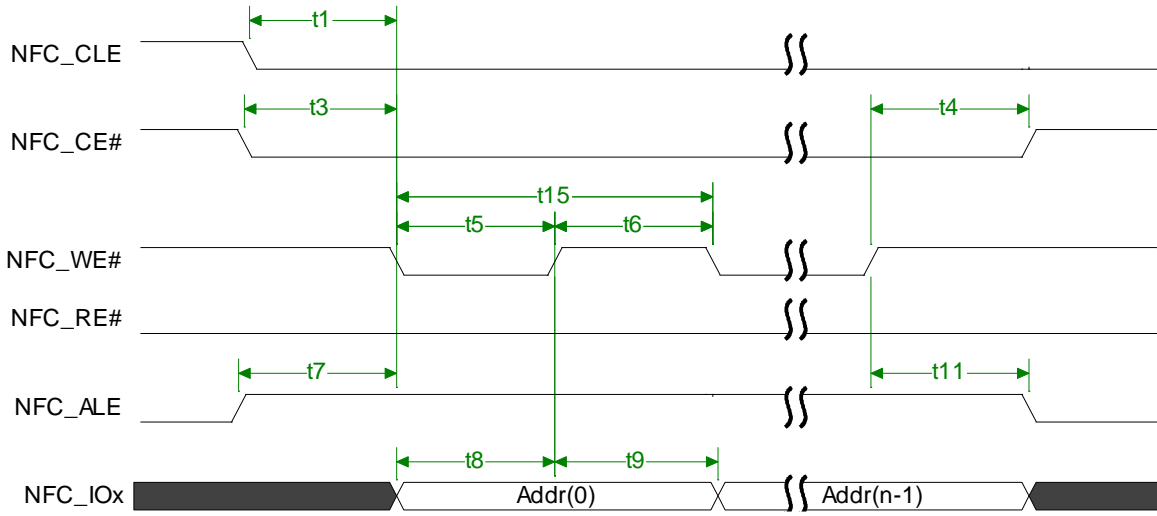 t1
NFC_CLE
t3
t4
NFC_CE#
t15
t5
t6
NFC_WE#
NFC_RE#
t7
t11
NFC_ALE
t8
t9
NFC_IOx
Addr(0)
Addr(n-1)